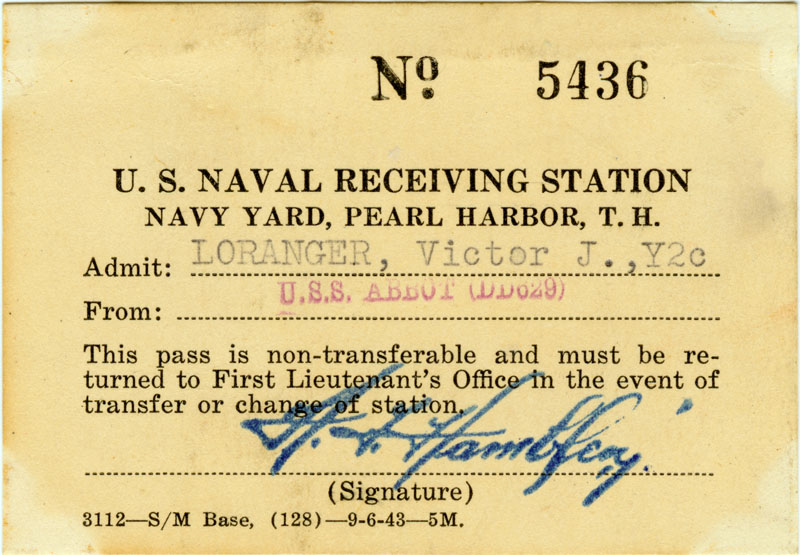 No. 5436
U. S. NAVAL RECEIVING STATION
NAVY YARD, PEARL HARBOR, T. H.
Admit: LORANGER, Victor J.,Y2c
From: U.S.S. ABBOT (DD629)
This pass is non-transferable and must be re-
turned to First Lieutenant's Office in the event of
transfer or change of station.
(Signature)
3112—S/M Base, (128)—9-6-43—5M.